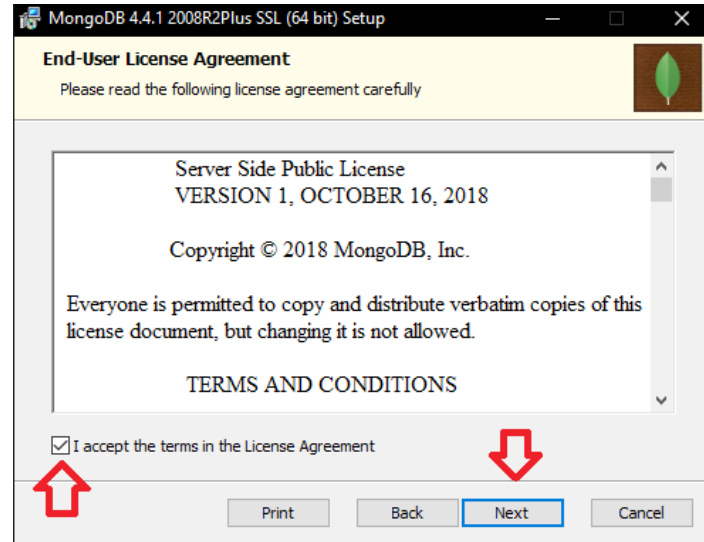 MongoDB 4.4.1 2008R2Plus SSL (64 bit) Setup
End-User License Agreement
Please read the following license agreement carefully
Server Side Public License
VERSION 1, OCTOBER 16, 2018
Copyright © 2018 MongoDB, Inc.
Everyone is permitted to copy and distribute verbatim copies of this
license document, but changing it is not allowed.
TERMS AND CONDITIONS
I accept the terms in the License Agreement
Print Back Next Cancel